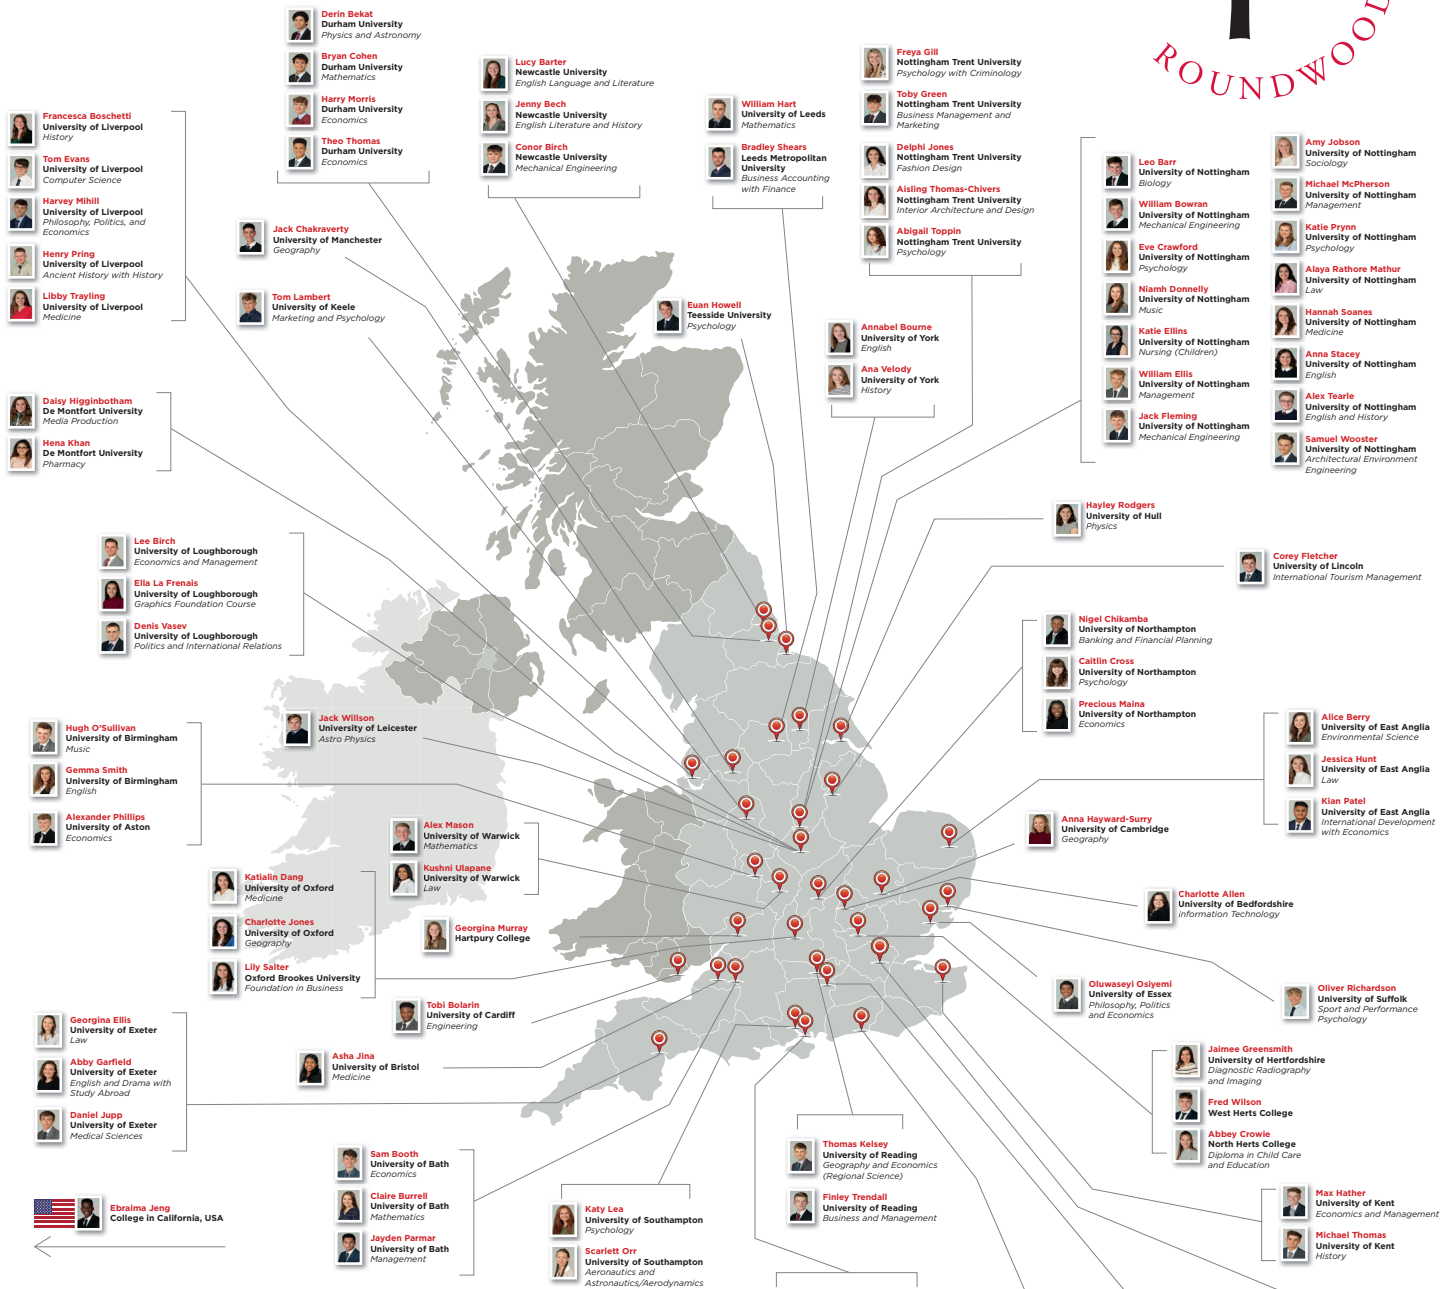 Derin Bekat
Durham University
Physics and Astronomy
Bryan Cohen
Durham University
Mathematics
Harry Morris
Durham University
Economics
Theo Thomas
Durham University
Economics
Lucy Barter
Newcastle University
English Language and Literature
Jenny Bech
Newcastle University
English Literature and History
Conor Birch
Newcastle University
Mechanical Engineering
William Hart
University of Leeds
Mathematics
Bradley Shears
Leeds Metropolitan
University
Business Accounting
with Finance
Freya Gill
Nottingham Trent University
Psychology with Criminology
Toby Green
Nottingham Trent University
Business Management and
Marketing
Delphi Jones
Nottingham Trent University
Fashion Design
Aisling Thomas-Chivers
Nottingham Trent University
Interior Architecture and Design
Abigail Toppin
Nottingham Trent University
Psychology
ROUNDWOOD
Francesca Boschetti
University of Liverpool
History
Tom Evans
University of Liverpool
Computer Science
Harvey Mihill
University of Liverpool
Philosophy, Politics, and
Economics
Henry Pring
University of Liverpool
Ancient History with History
Libby Trayling
University of Liverpool
Medicine
Jack Chakraverty
University of Manchester
Geography
Tom Lambert
University of Keele
Marketing and Psychology
Euan Howell
Teesside University
Psychology
Annabel Bourne
University of York
English
Ana Velody
University of York
History
Leo Barr
University of Nottingham
Biology
William Bowran
University of Nottingham
Mechanical Engineering
Eve Crawford
University of Nottingham
Psychology
Niamh Donnelly
University of Nottingham
Music
Katie Ellins
University of Nottingham
Nursing (Children)
William Ellis
University of Nottingham
Management
Jack Fleming
University of Nottingham
Mechanical Engineering
Amy Jobson
University of Nottingham
Sociology
Michael McPherson
University of Nottingham
Management
Katie Prynn
University of Nottingham
Psychology
Alaya Rathore Mathur
University of Nottingham
Law
Hannah Soanes
University of Nottingham
Medicine
Anna Stacey
University of Nottingham
English
Alex Tearle
University of Nottingham
English and History
Samuel Wooster
University of Nottingham
Architectural Environment
Engineering
Daisy Higginbotham
De Montfort University
Media Production
Hena Khan
De Montfort University
Pharmacy
Hayley Rodgers
University of Hull
Physics
Corey Fletcher
University of Lincoln
International Tourism Management
Lee Birch
University of Loughborough
Economics and Management
Ella La Frenais
University of Loughborough
Graphics Foundation Course
Denis Vasev
University of Loughborough
Politics and International Relations
Nigel Chikamba
University of Northampton
Banking and Financial Planning
Caitlin Cross
University of Northampton
Psychology
Precious Maina
University of Northampton
Economics
Hugh O'Sullivan
University of Birmingham
Music
Gemma Smith
University of Birmingham
English
Alexander Phillips
University of Aston
Economics
Jack Willson
University of Leicester
Astro Physics
Alice Berry
University of East Anglia
Environmental Science
Jessica Hunt
University of East Anglia
Law
Kian Patel
University of East Anglia
International Development
with Economics
Alex Mason
University of Warwick
Mathematics
Kushni Ulapane
University of Warwick
Law
Anna Hayward-Surry
University of Cambridge
Geography
Katialin Dang
University of Oxford
Medicine
Charlotte Jones
University of Oxford
Geography
Lily Salter
Oxford Brookes University
Foundation in Business
Georgina Murray
Hartpury College
Charlotte Allen
University of Bedfordshire
Information Technology
Tobi Bolarin
University of Cardiff
Engineering
Oluwaseyi Osiyemi
University of Essex
Philosophy, Politics
and Economics
Oliver Richardson
University of Suffolk
Sport and Performance
Psychology
Georgina Ellis
University of Exeter
Law
Abby Garfield
University of Exeter
English and Drama with
Study Abroad
Daniel Jupp
University of Exeter
Medical Sciences
Asha Jina
University of Bristol
Medicine
Jaimee Greensmith
University of Hertfordshire
Diagnostic Radiography
and Imaging
Fred Wilson
West Herts College
Abbey Crowie
North Herts College
Diploma in Child Care
and Education
Sam Booth
University of Bath
Economics
Claire Burrell
University of Bath
Mathematics
Jayden Parmar
University of Bath
Management
Thomas Kelsey
University of Reading
Geography and Economics
(Regional Science)
Finley Trendall
University of Reading
Business and Management
Ebraima Jeng
College in California, USA
Katy Lea
University of Southampton
Psychology
Scarlett Orr
University of Southampton
Aeronautics and
Astronautics/Aerodynamics
Max Hather
University of Kent
Economics and Management
Michael Thomas
University of Kent
History